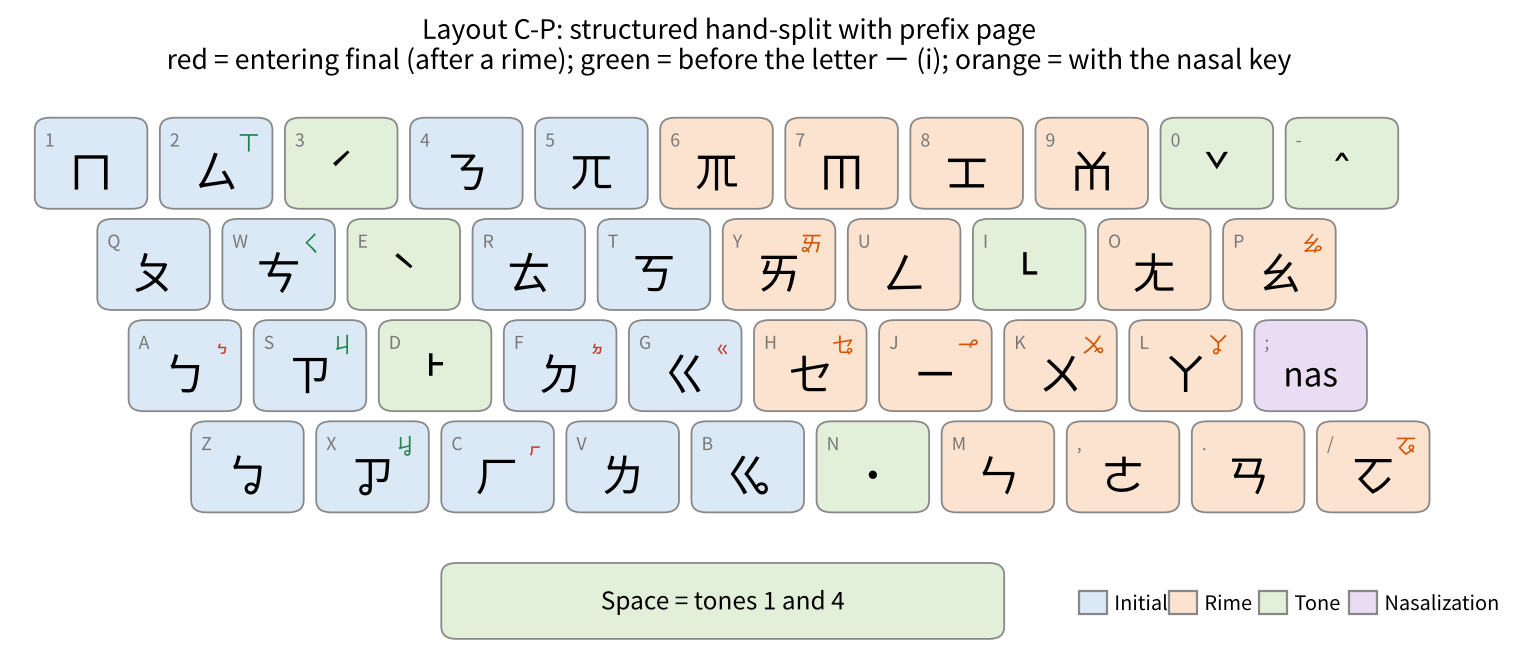 Layout C-P: structured hand-split with prefix page
red = entering final (after a rime); green = before the letter ㄧ (i); orange = with the nasal key
1 ㄇ 2 ㄙ ㄒ 3 ˊ 4 ㄋ 5 ㄫ 6 ㆭ 7 ㆬ 8 ㆤ 9 ㆰ 0 ˇ - ˆ
Q ㄆ W ㄘ ㄑ E ˋ R ㄊ T ㄎ Y ㄞ ㆮ U ㄥ I ㆷ O ㄤ P ㄠ ㆯ
A ㄅ ㆴ S ㄗ ㄐ D ˫ F ㄉ ㆵ G ㄍ ㆶ H ㆤ ㆥ J ㄧ ㆪ K ㄨ ㆫ L ㄚ ㆩ ; nas
Z ㆠ X ㆡ ㆢ C ㄏ ㆷ V ㄌ B ㆣ N ˙ M ㄣ , ㄜ . ㄢ / ㆦ ㆧ
Space = tones 1 and 4
Initial Rime Tone Nasalization